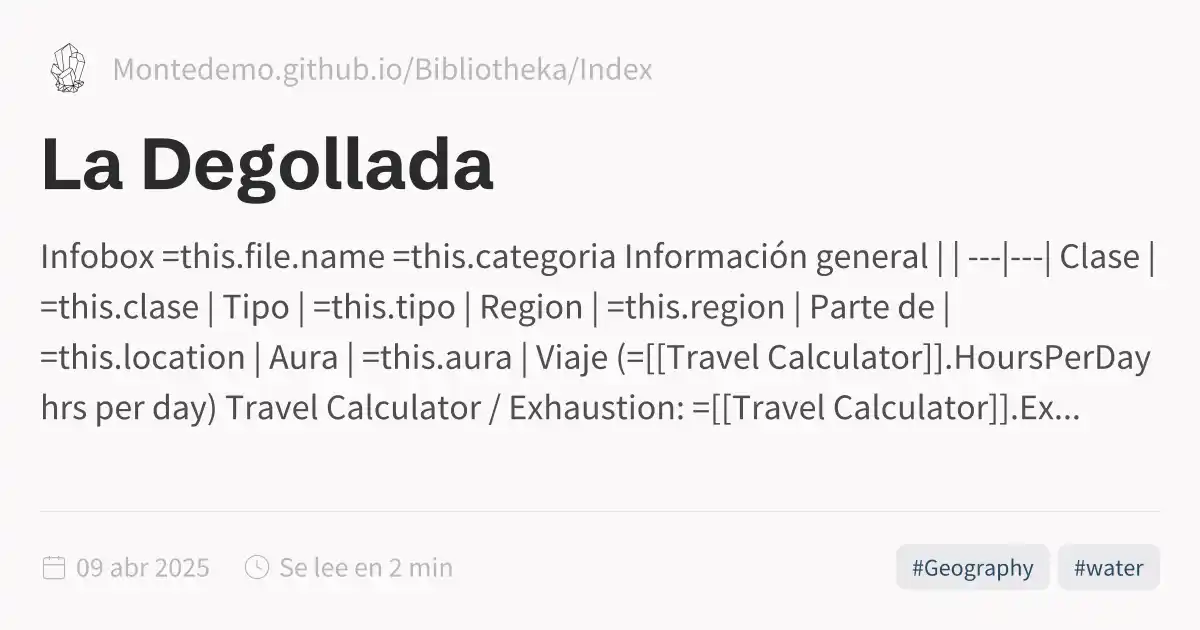 Montedemo.github.io/Bibliotheka/Index
La Degollada
Infobox =this.file.name =this.categoria Información general | | ---|---| Clase |
=this.clase | Tipo | =this.tipo | Region | =this.region | Parte de |
=this.location | Aura | =this.aura | Viaje (=[[Travel Calculator]].HoursPerDay
hrs per day) Travel Calculator / Exhaustion: =[[Travel Calculator]].Ex...
09 abr 2025
Se lee en 2 min
#Geography
#water